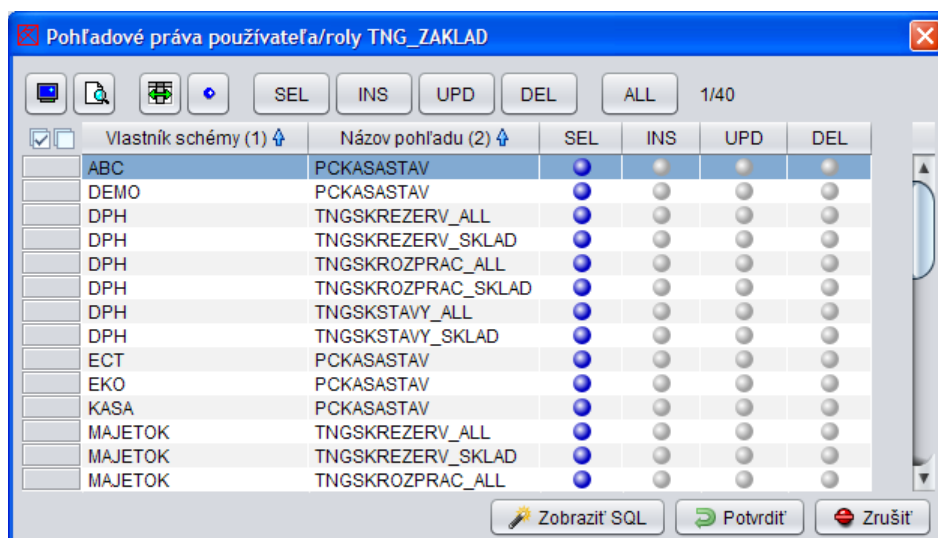 Pohľadové práva používateľa/roly TNG_ZAKLAD
SEL INS UPD DEL ALL 1/40
Vlastník schémy (1) Názov pohľadu (2) SEL INS UPD DEL
ABC PCKASASTAV
DEMO PCKASASTAV
DPH TNGSKREZERV_ALL
DPH TNGSKREZERV_SKLAD
DPH TNGSKROZPRAC_ALL
DPH TNGSKROZPRAC_SKLAD
DPH TNGSKSTAVY_ALL
DPH TNGSKSTAVY_SKLAD
ECT PCKASASTAV
EKO PCKASASTAV
KASA PCKASASTAV
MAJETOK TNGSKREZERV_ALL
MAJETOK TNGSKREZERV_SKLAD
MAJETOK TNGSKROZPRAC_ALL
Zobraziť SQL Potvrdiť Zrušiť